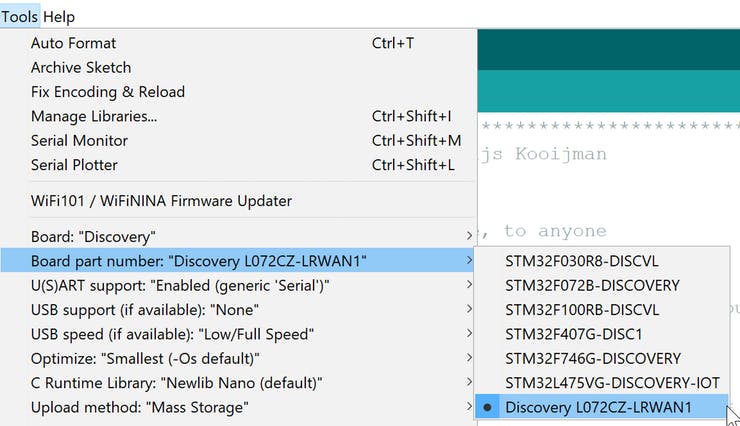 Tools Help
Auto Format Ctrl+T
Archive Sketch
Fix Encoding & Reload
Manage Libraries... Ctrl+Shift+I
Serial Monitor Ctrl+Shift+M
Serial Plotter Ctrl+Shift+L
WiFi101 / WiFiNINA Firmware Updater
Board: "Discovery"
Board part number: "Discovery L072CZ-LRWAN1"
U(S)ART support: "Enabled (generic 'Serial')"
USB support (if available): "None"
USB speed (if available): "Low/Full Speed"
Optimize: "Smallest (-Os default)"
C Runtime Library: "Newlib Nano (default)"
Upload method: "Mass Storage"
*************************
js Kooijman
, to anyone
STM32F030R8-DISCVL
STM32F072B-DISCOVERY
STM32F100RB-DISCVL
STM32F407G-DISC1
STM32F746G-DISCOVERY
STM32L475VG-DISCOVERY-IOT
Discovery L072CZ-LRWAN1